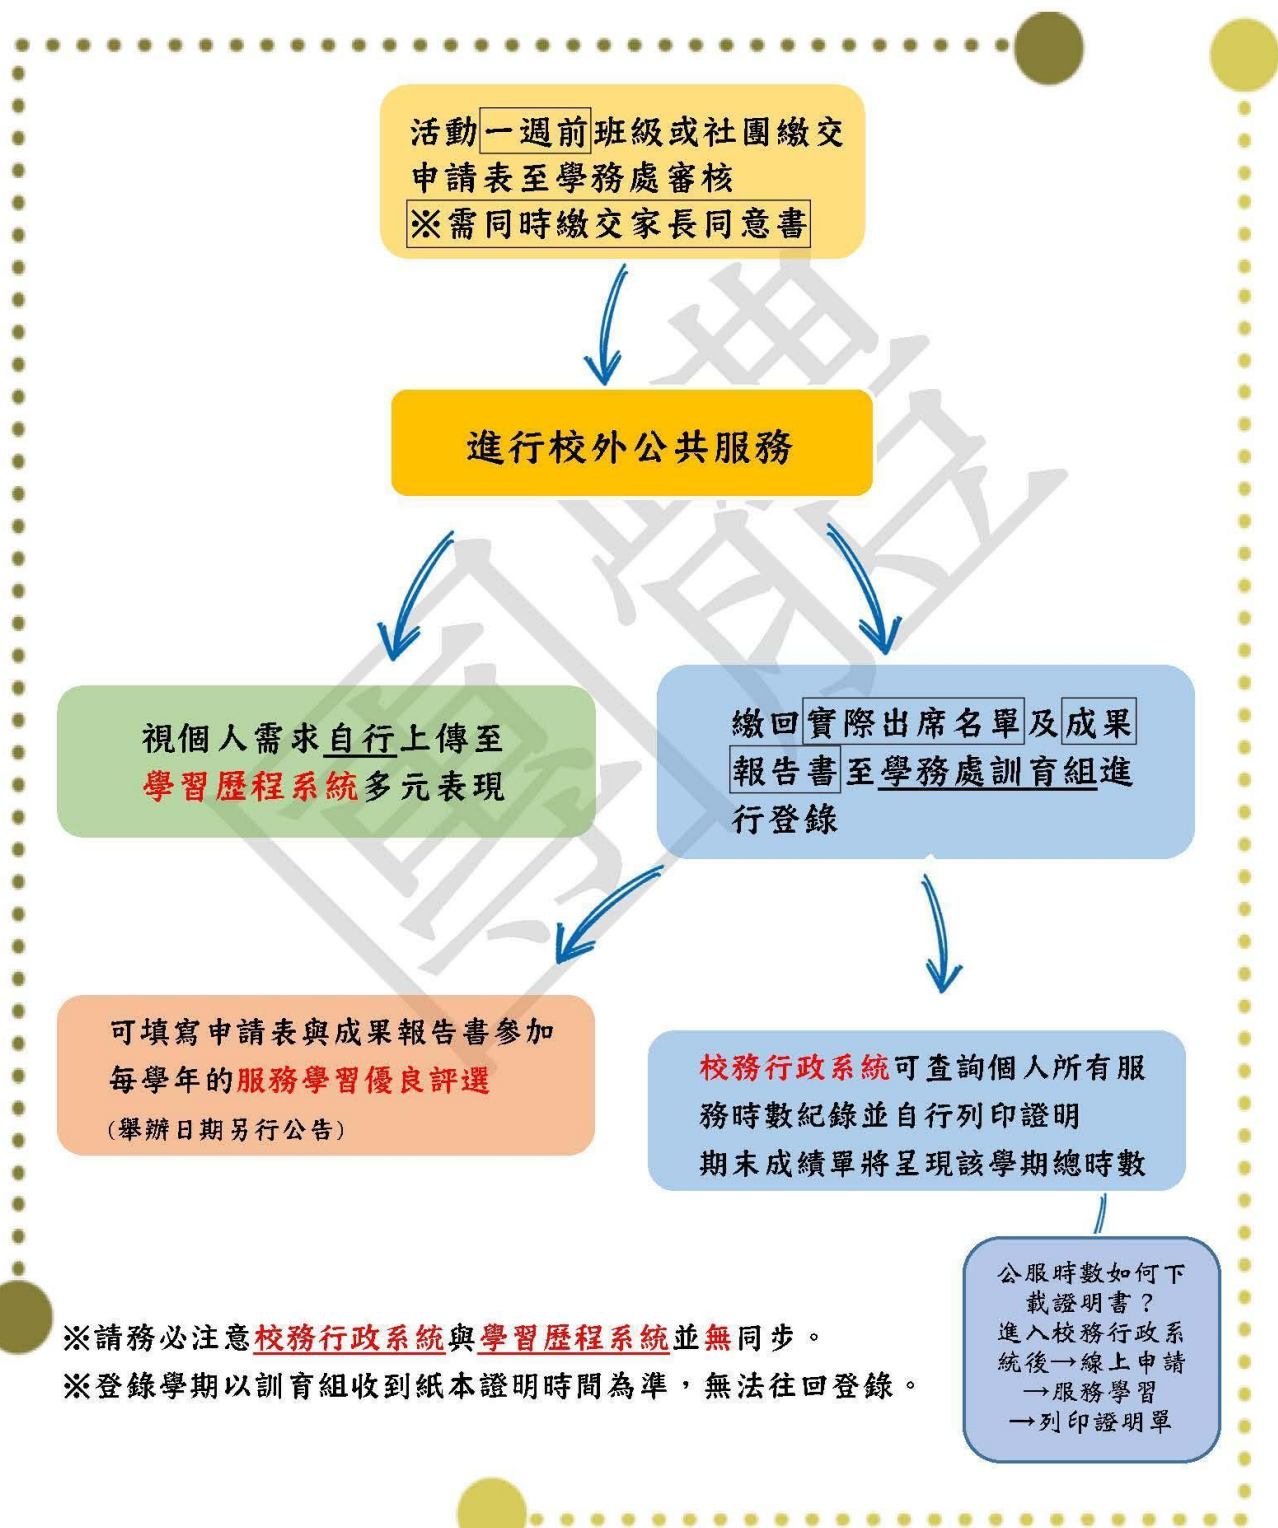 活動一週前班級或社團繳交
申請表至學務處審核
※需同時繳交家長同意書
進行校外公共服務
視個人需求自行上傳至
學習歷程系統多元表現
繳回實際出席名單及成果
報告書至學務處訓育組進
行登錄
可填寫申請表與成果報告書參加
每學年的服務學習優良評選
(舉辦日期另行公告)
校務行政系統可查詢個人所有服
務時數紀錄並自行列印證明
期末成績單將呈現該學期總時數
公服時數如何下
載證明書？
進入校務行政系
統後→線上申請
→服務學習
→列印證明單
※請務必注意校務行政系統與學習歷程系統並無同步。
※登錄學期以訓育組收到紙本證明時間為準，無法往回登錄。
團體